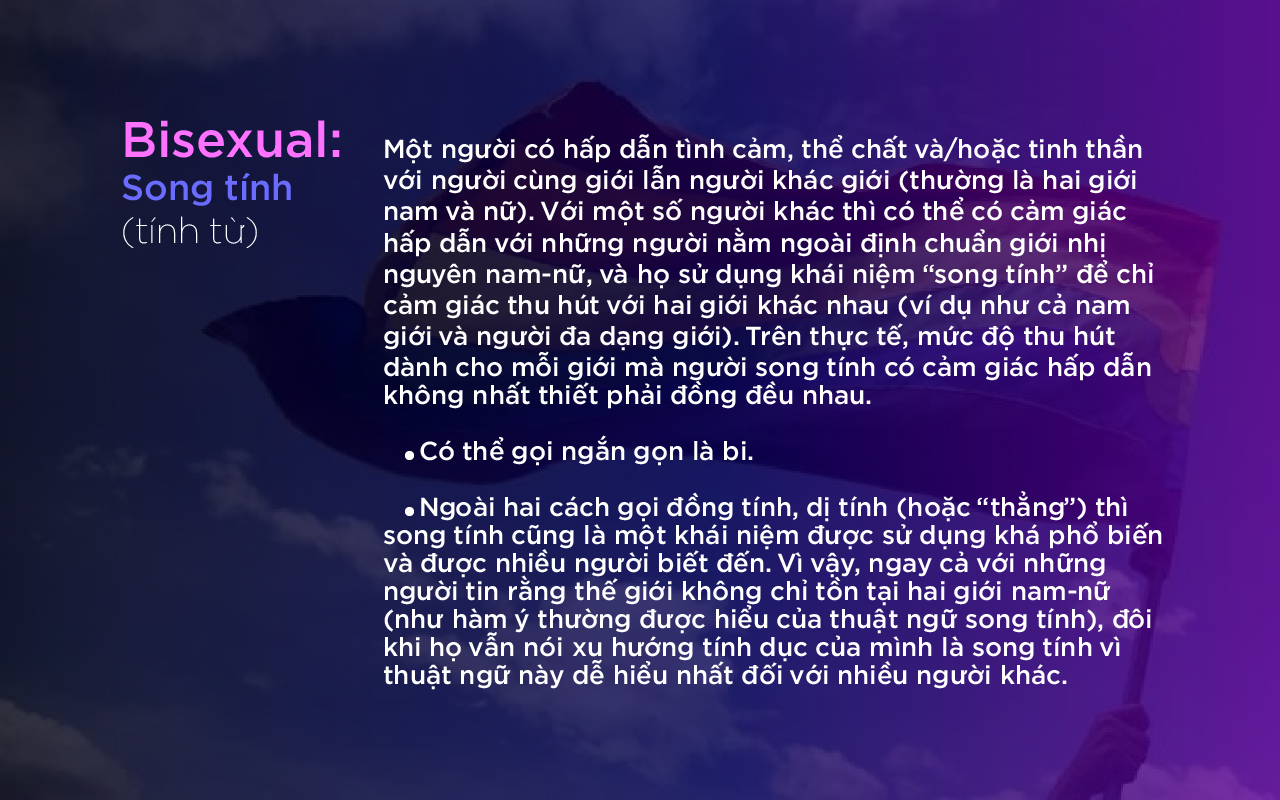 Bisexual:
Song tính
(tính từ)
Một người có hấp dẫn tình cảm, thể chất và/hoặc tinh thần
với người cùng giới lẫn người khác giới (thường là hai giới
nam và nữ). Với một số người khác thì có thể có cảm giác
hấp dẫn với những người nằm ngoài định chuẩn giới nhị
nguyên nam-nữ, và họ sử dụng khái niệm “song tính” để chỉ
cảm giác thu hút với hai giới khác nhau (ví dụ như cả nam
giới và người đa dạng giới). Trên thực tế, mức độ thu hút
dành cho mỗi giới mà người song tính có cảm giác hấp dẫn
không nhất thiết phải đồng đều nhau.
•Có thể gọi ngắn gọn là bi.
•Ngoài hai cách gọi đồng tính, dị tính (hoặc “thẳng”) thì
song tính cũng là một khái niệm được sử dụng khá phổ biến
và được nhiều người biết đến. Vì vậy, ngay cả với những
người tin rằng thế giới không chỉ tồn tại hai giới nam-nữ
(như hàm ý thường được hiểu của thuật ngữ song tính), đôi
khi họ vẫn nói xu hướng tính dục của mình là song tính vì
thuật ngữ này dễ hiểu nhất đối với nhiều người khác.